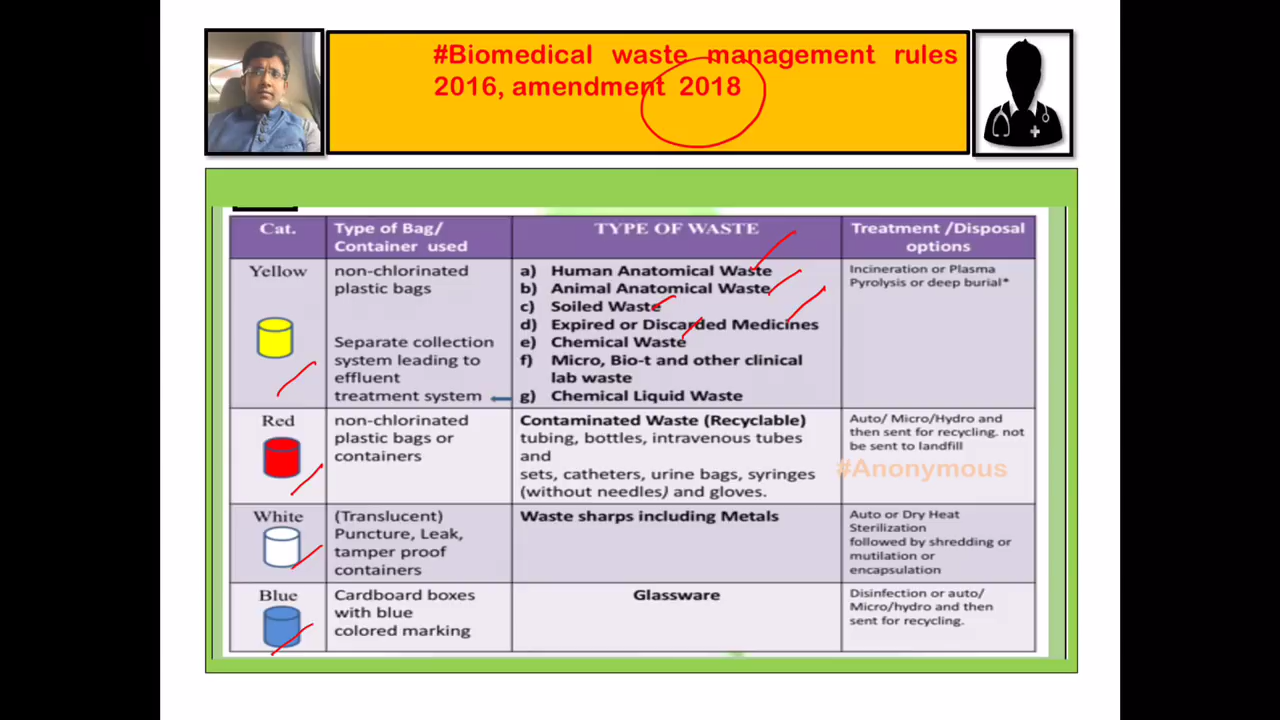 #Biomedical waste management rules
2016, amendment 2018
Cat.
Type of Bag/
Container used
TYPE OF WASTE
Treatment /Disposal
options
Yellow
non-chlorinated
plastic bags
Separate collection
system leading to
effluent
treatment system
a) Human Anatomical Waste
b) Animal Anatomical Waste
c) Soiled Waste
d) Expired or Discarded Medicines
e) Chemical Waste
f) Micro, Bio-t and other clinical
lab waste
g) Chemical Liquid Waste
Incineration or Plasma
Pyrolysis or deep burial*
Red
non-chlorinated
plastic bags or
containers
Contaminated Waste (Recyclable)
tubing, bottles, intravenous tubes
and
sets, catheters, urine bags, syringes
(without needles) and gloves.
Auto/ Micro/Hydro and
then sent for recycling. not
be sent to landfill
#Anonymous
White
(Translucent)
Puncture, Leak,
tamper proof
containers
Waste sharps including Metals
Auto or Dry Heat
Sterilization
followed by shredding or
mutilation or
encapsulation
Blue
Cardboard boxes
with blue
colored marking
Glassware
Disinfection or auto/
Micro/hydro and then
sent for recycling.